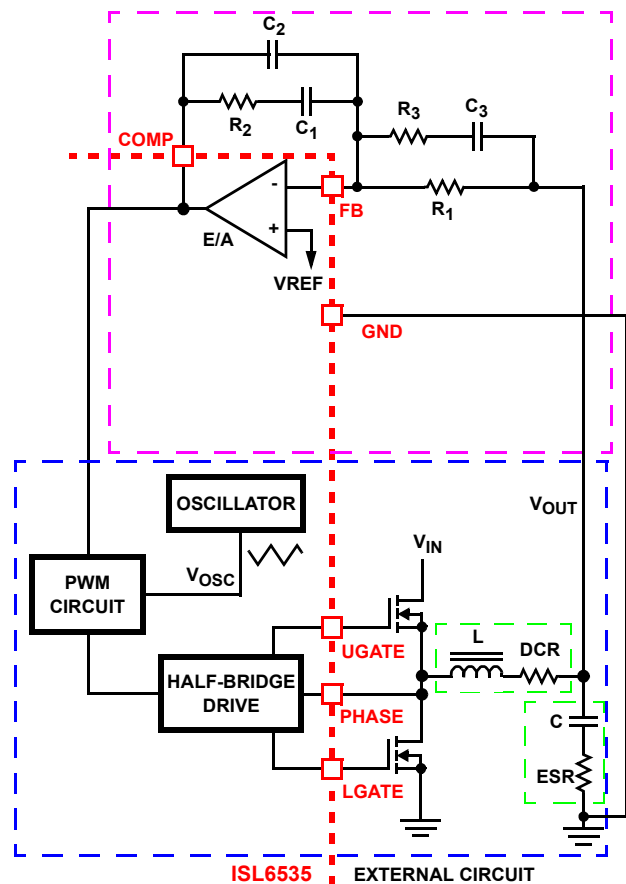 C2
R2
C1
R3
C3
COMP
-
+
FB
R1
E/A
VREF
GND
OSCILLATOR
VOUT
VIN
VOSC
PWM
CIRCUIT
L
DCR
UGATE
HALF-BRIDGE
DRIVE
PHASE
C
ESR
LGATE
ISL6535
EXTERNAL CIRCUIT